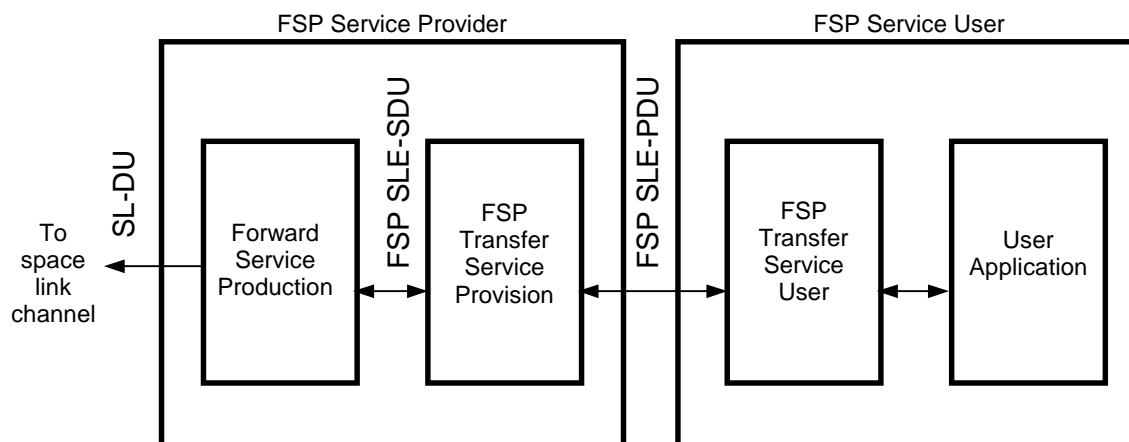 FSP Service Provider
FSP Service User
SL-DU
FSP SLE-SDU
FSP SLE-PDU
To
space
link
channel
Forward
Service
Production
FSP
Transfer
Service
Provision
FSP
Transfer
Service
User
User
Application